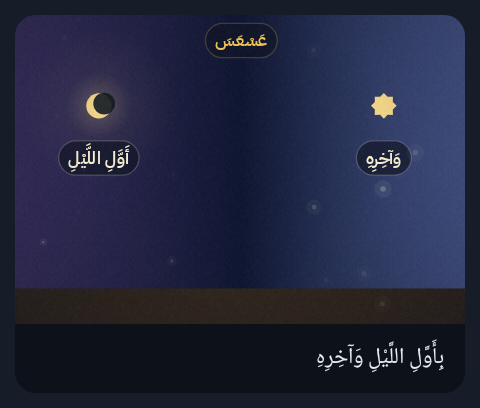 عَسْعَسَ
وَآخِرِهِ
أَوَّلِ اللَّيْلِ
بِأَوَّلِ اللَّيْلِ وَآخِرِهِ